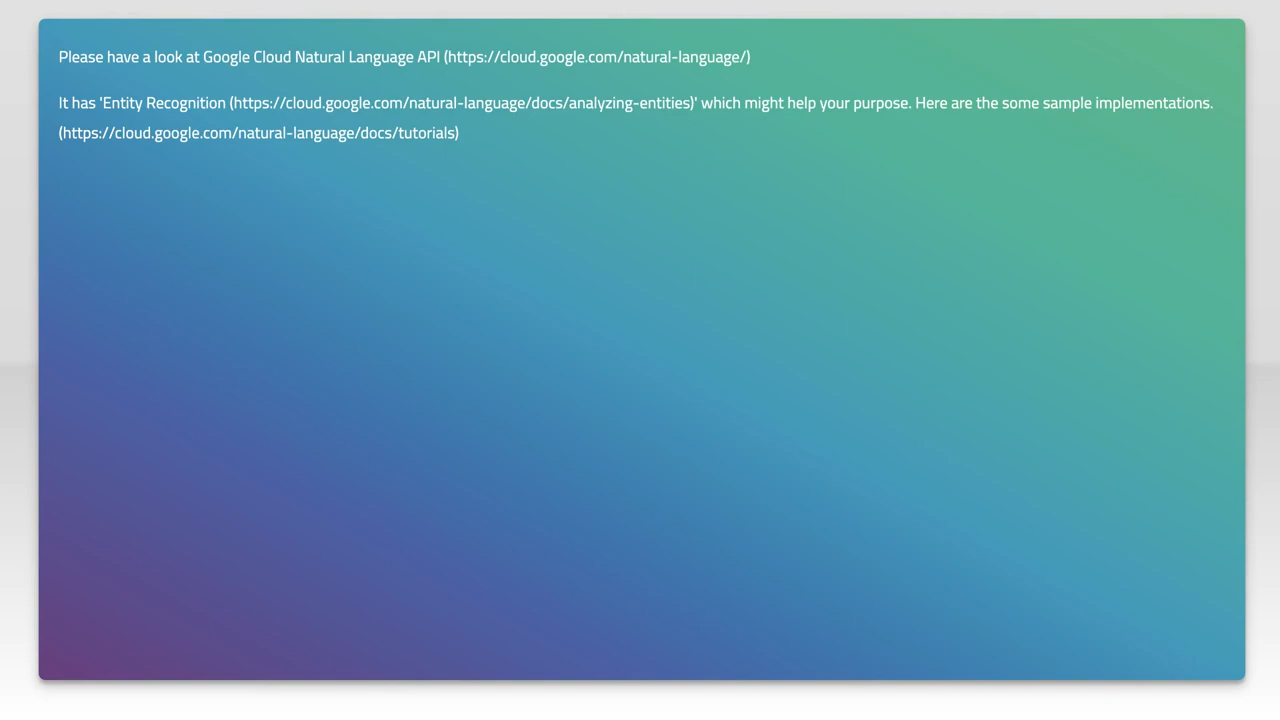 Please have a look at Google Cloud Natural Language API (https://cloud.google.com/natural-language/)
It has 'Entity Recognition (https://cloud.google.com/natural-language/docs/analyzing-entities)' which might help your purpose. Here are the some sample implementations.
(https://cloud.google.com/natural-language/docs/tutorials)